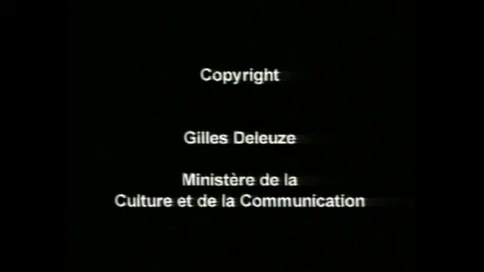 Copyright
Gilles Deleuze
Ministère de la
Culture et de la Communication